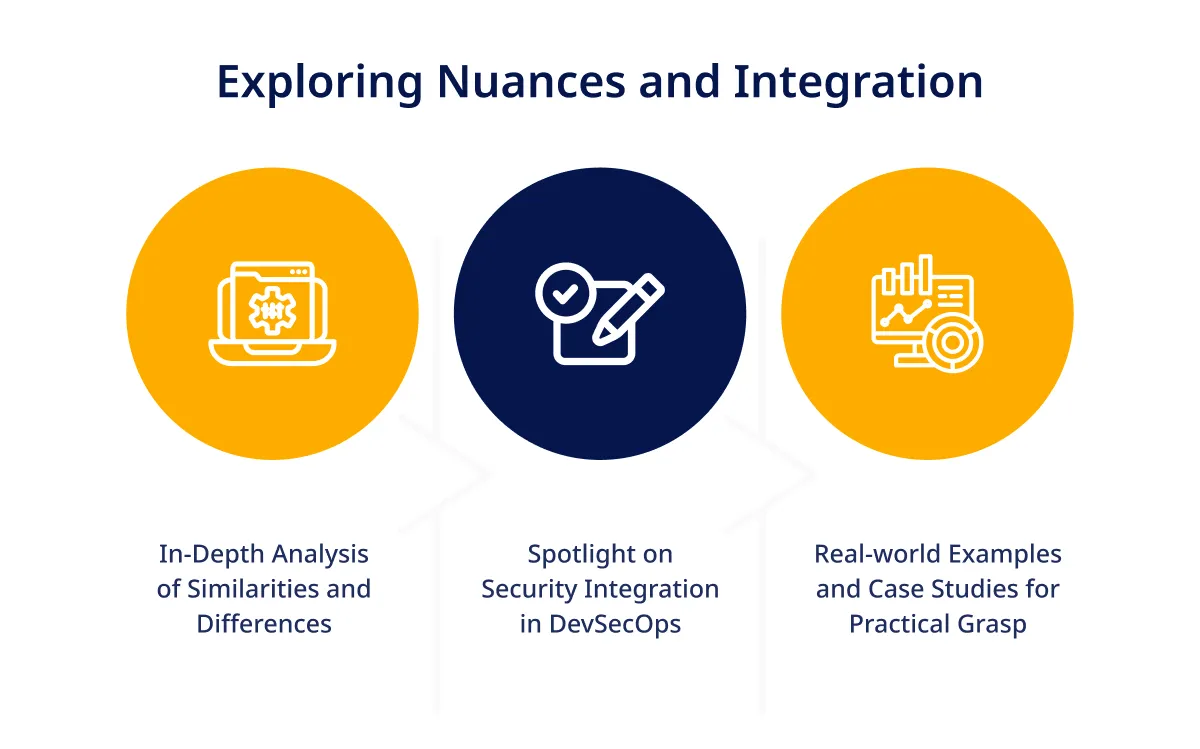 Exploring Nuances and Integration
In-Depth Analysis
of Similarities and
Differences
Spotlight on
Security Integration
in DevSecOps
Real-world Examples
and Case Studies for
Practical Grasp